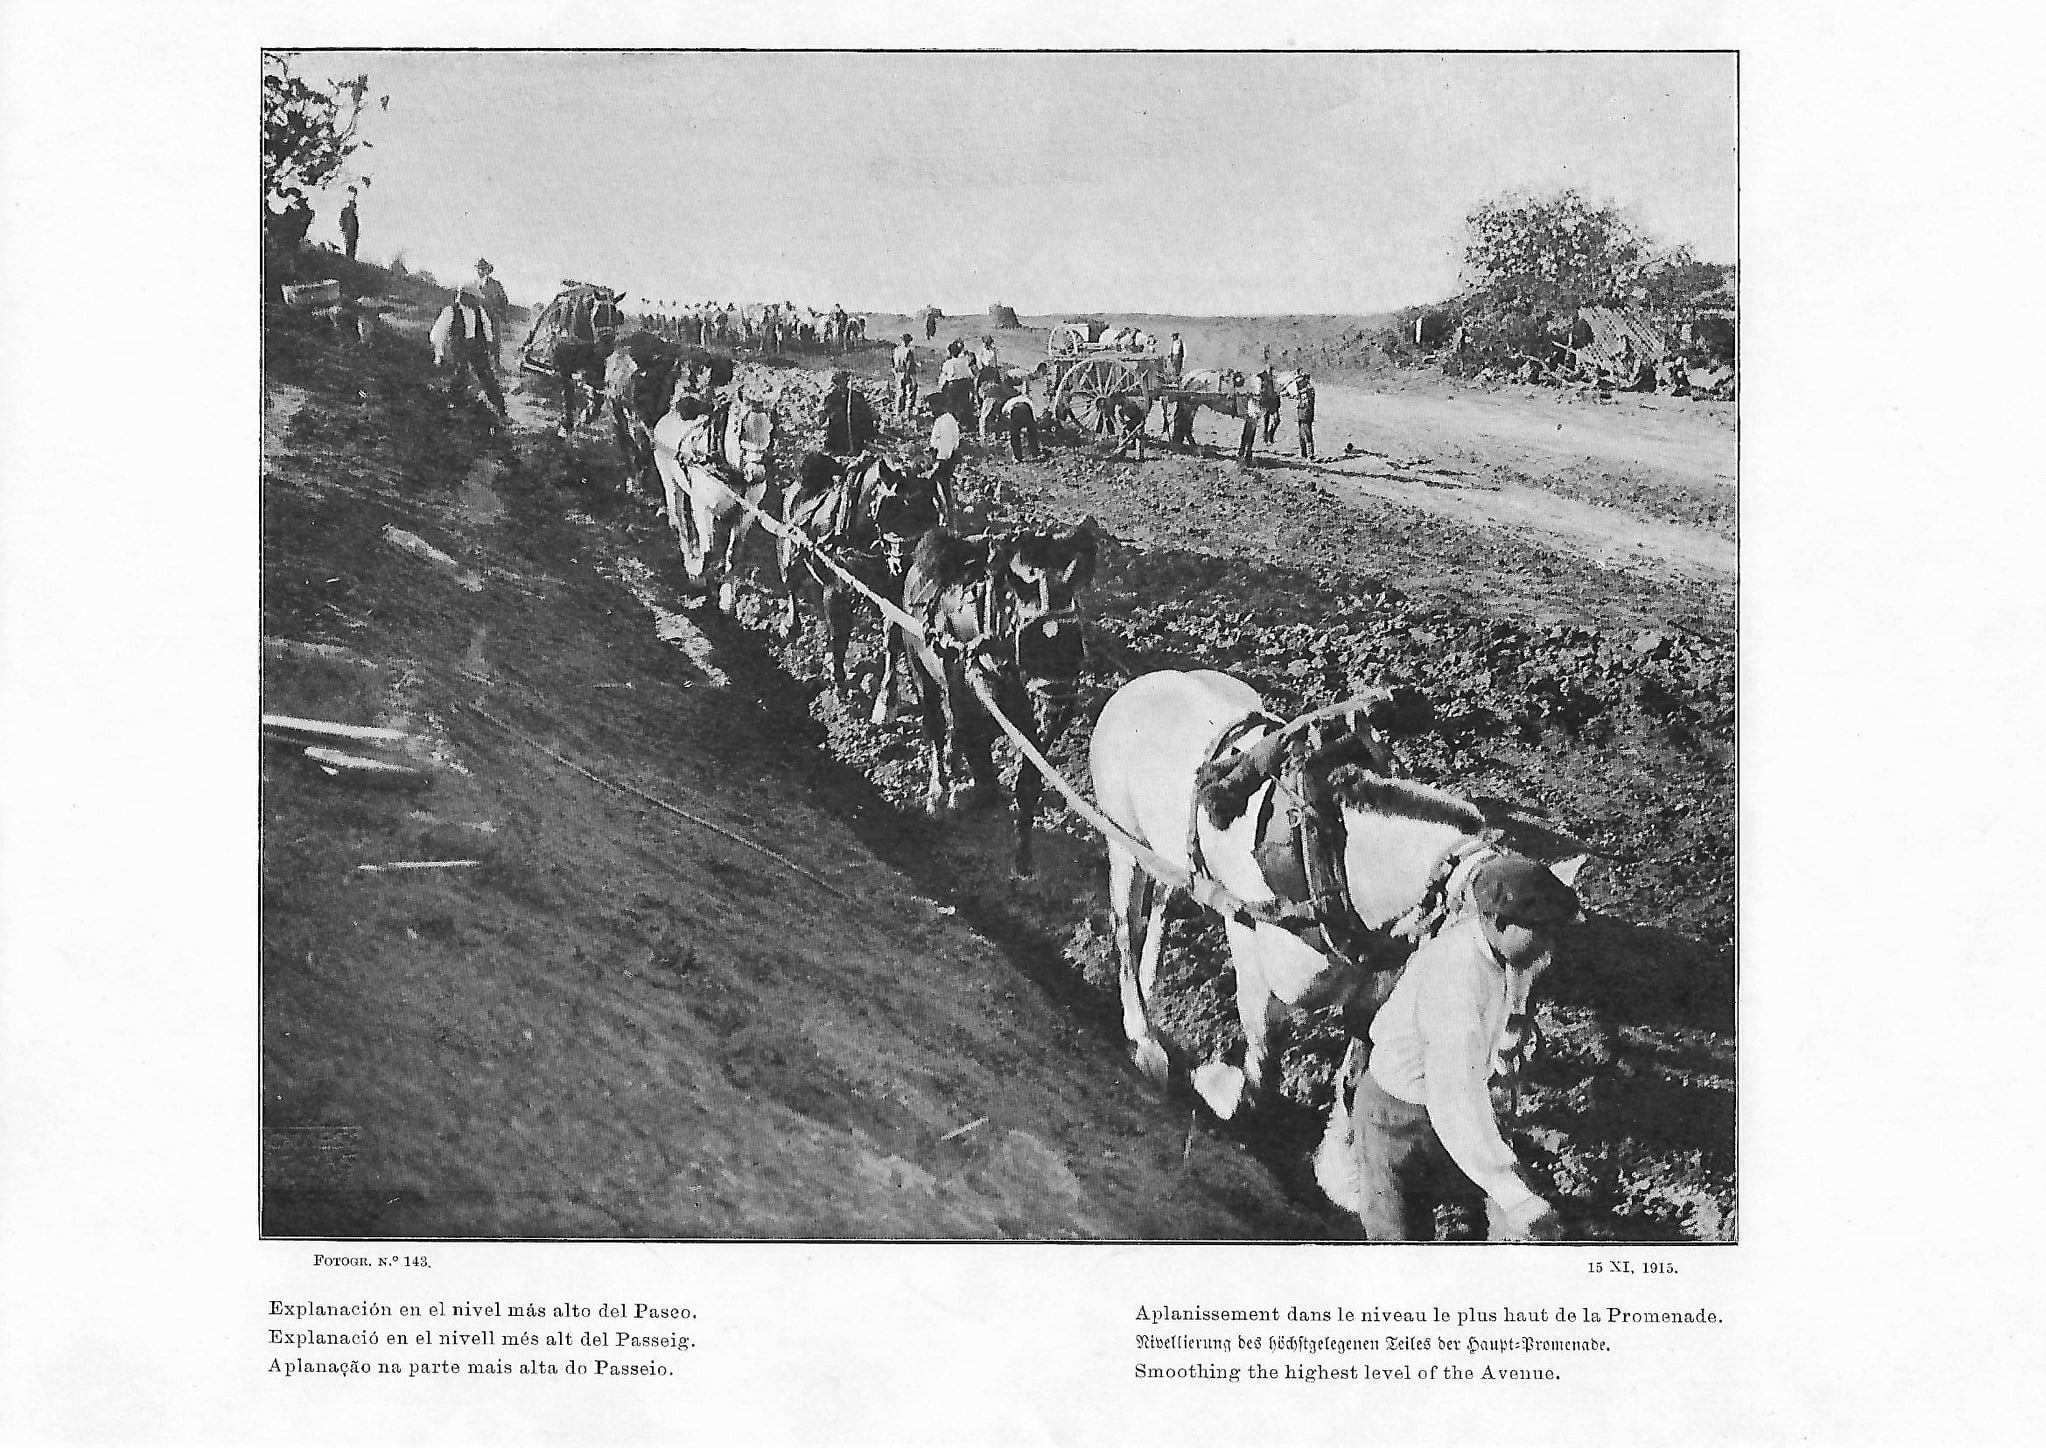 FOTOGR. N.º 143.
15 XI, 1915.
Explanación en el nivel más alto del Paseo.
Explanació en el nivell més alt del Passeig.
Aplanação na parte mais alta do Passeio.
Aplanissement dans le niveau le plus haut de la Promenade.
Nivellierung des höchstgelegenen Teiles der Haupt-Promenade.
Smoothing the highest level of the Avenue.